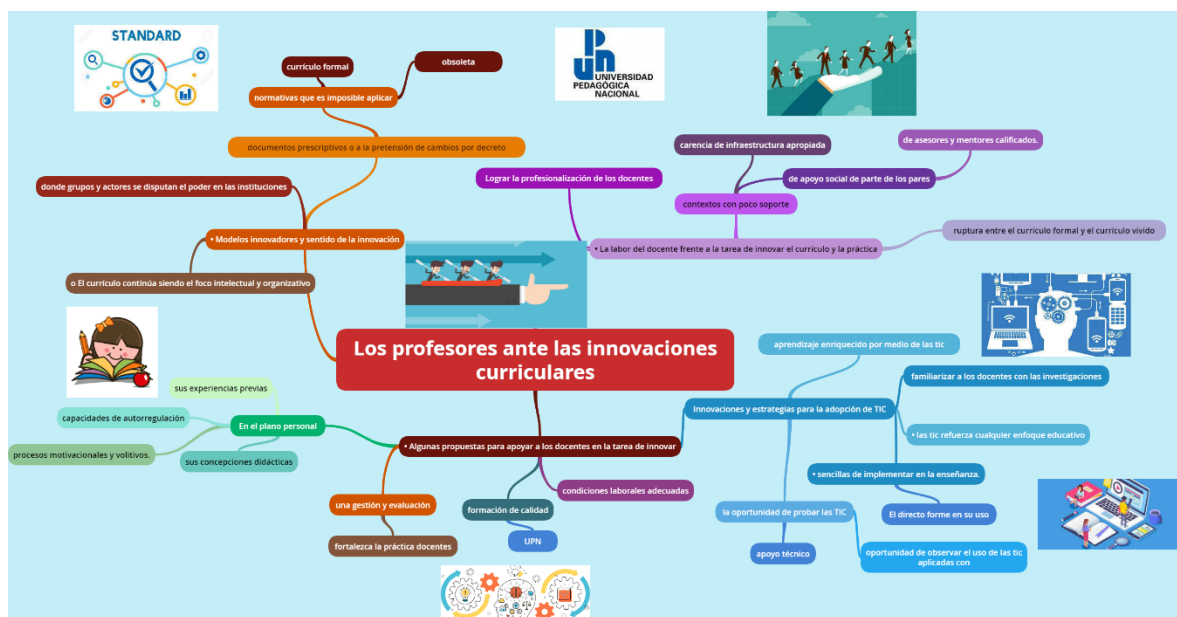 STANDARD
currículo formal
obsoleta
normativas que es imposible aplicar
documentos prescriptivos o a la pretensión de cambios por decreto
donde grupos y actores se disputan el poder en las instituciones
• Modelos innovadores y sentido de la innovación
o El currículo continúa siendo el foco intelectual y organizativo
UNIVERSIDAD
PEDAGÓGICA
NACIONAL
carencia de infraestructura apropiada
de asesores y mentores calificados.
Lograr la profesionalización de los docentes
de apoyo social de parte de los pares
contextos con poco soporte
ruptura entre el currículo formal y el currículo vivido
• La labor del docente frente a la tarea de innovar el currículo y la práctica
Los profesores ante las innovaciones
curriculares
aprendizaje enriquecido por medio de las tic
familiarizar a los docentes con las investigaciones
Innovaciones y estrategias para la adopción de TIC
• las tic refuerza cualquier enfoque educativo
• sencillas de implementar en la enseñanza.
El directo forme en su uso
la oportunidad de probar las TIC
apoyo técnico
oportunidad de observar el uso de las tic
aplicadas con
sus experiencias previas
capacidades de autorregulación
En el plano personal
procesos motivacionales y volitivos.
sus concepciones didácticas
• Algunas propuestas para apoyar a los docentes en la tarea de innovar
condiciones laborales adecuadas
una gestión y evaluación
formación de calidad
fortalezca la práctica docentes
UPN